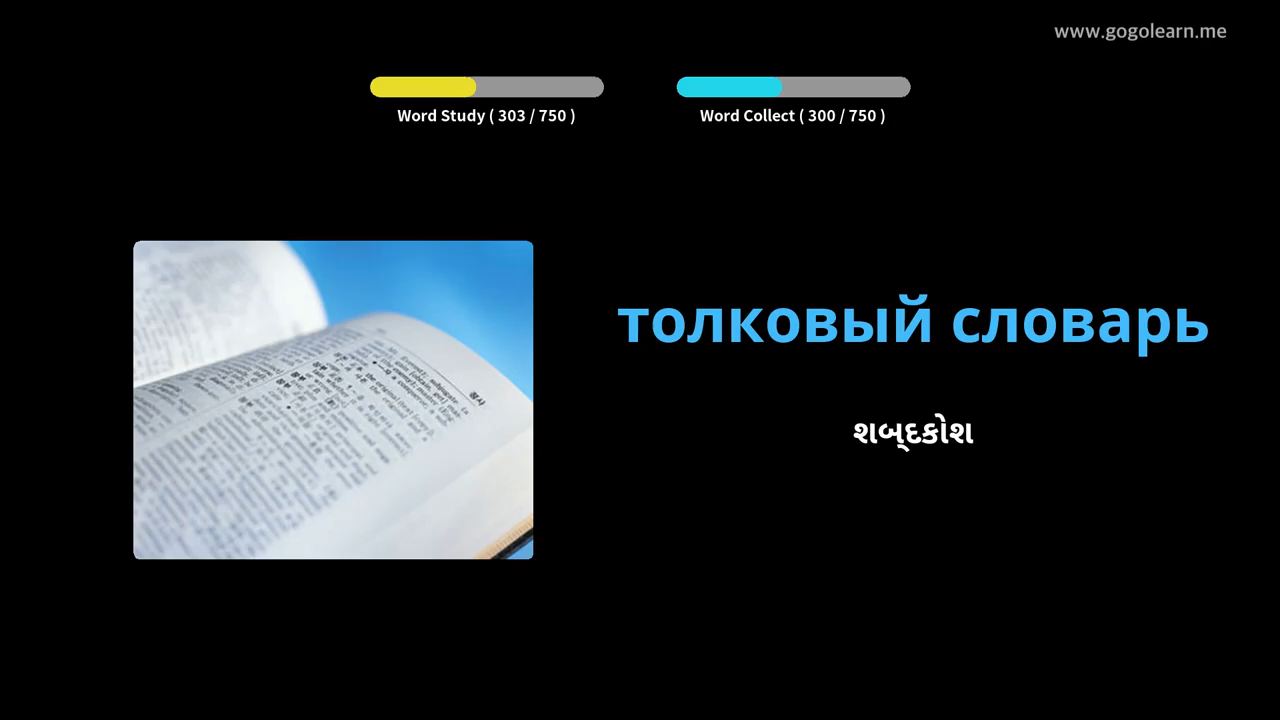 www.gogolearn.me
Word Study ( 303 / 750 )
Word Collect ( 300 / 750 )
толковый словарь
શબ્દકોશ